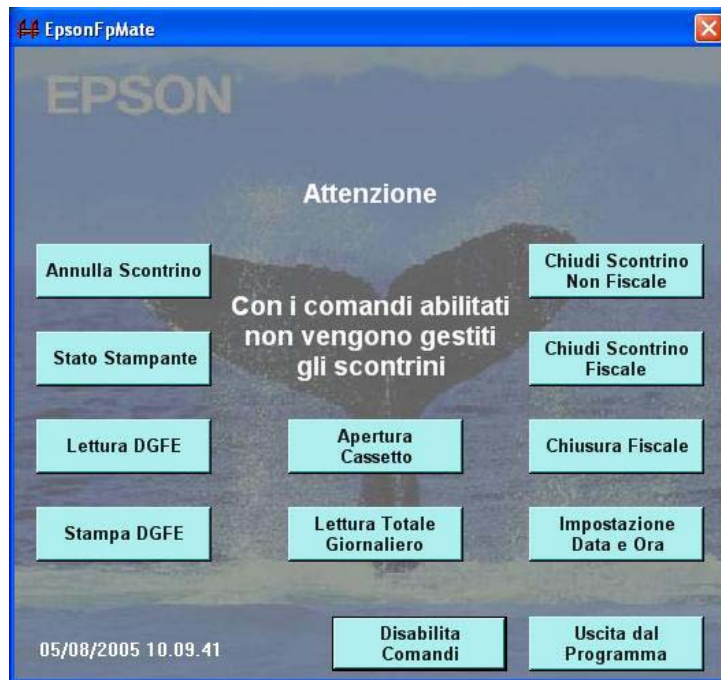 EpsonFpMate
EPSON
Attenzione
Annulla Scontrino
Chiudi Scontrino
Non Fiscale
Con i comandi abilitati
non vengono gestiti
gli scontrini
Stato Stampante
Chiudi Scontrino
Fiscale
Lettura DGFE
Apertura
Cassetto
Chiusura Fiscale
Stampa DGFE
Lettura Totale
Giornaliero
Impostazione
Data e Ora
05/08/2005 10.09.41
Disabilita
Comandi
Uscita dal
Programma